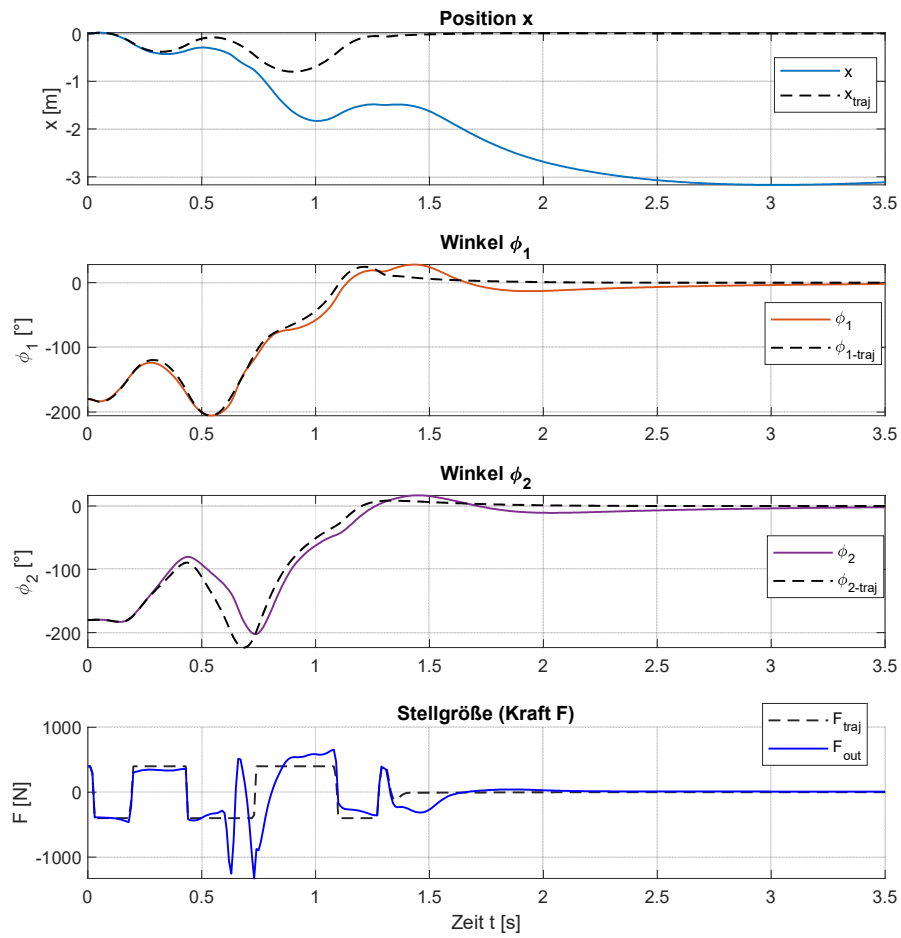 Position x
0
-1
-2
-3
x [m]
x
x_traj
0 0.5 1 1.5 2 2.5 3 3.5
Winkel ϕ_1
0
-100
-200
ϕ_1 [°]
ϕ_1
ϕ_1-traj
0 0.5 1 1.5 2 2.5 3 3.5
Winkel ϕ_2
0
-100
-200
ϕ_2 [°]
ϕ_2
ϕ_2-traj
0 0.5 1 1.5 2 2.5 3 3.5
Stellgröße (Kraft F)
1000
0
-1000
F [N]
F_traj
F_out
0 0.5 1 1.5 2 2.5 3 3.5
Zeit t [s]